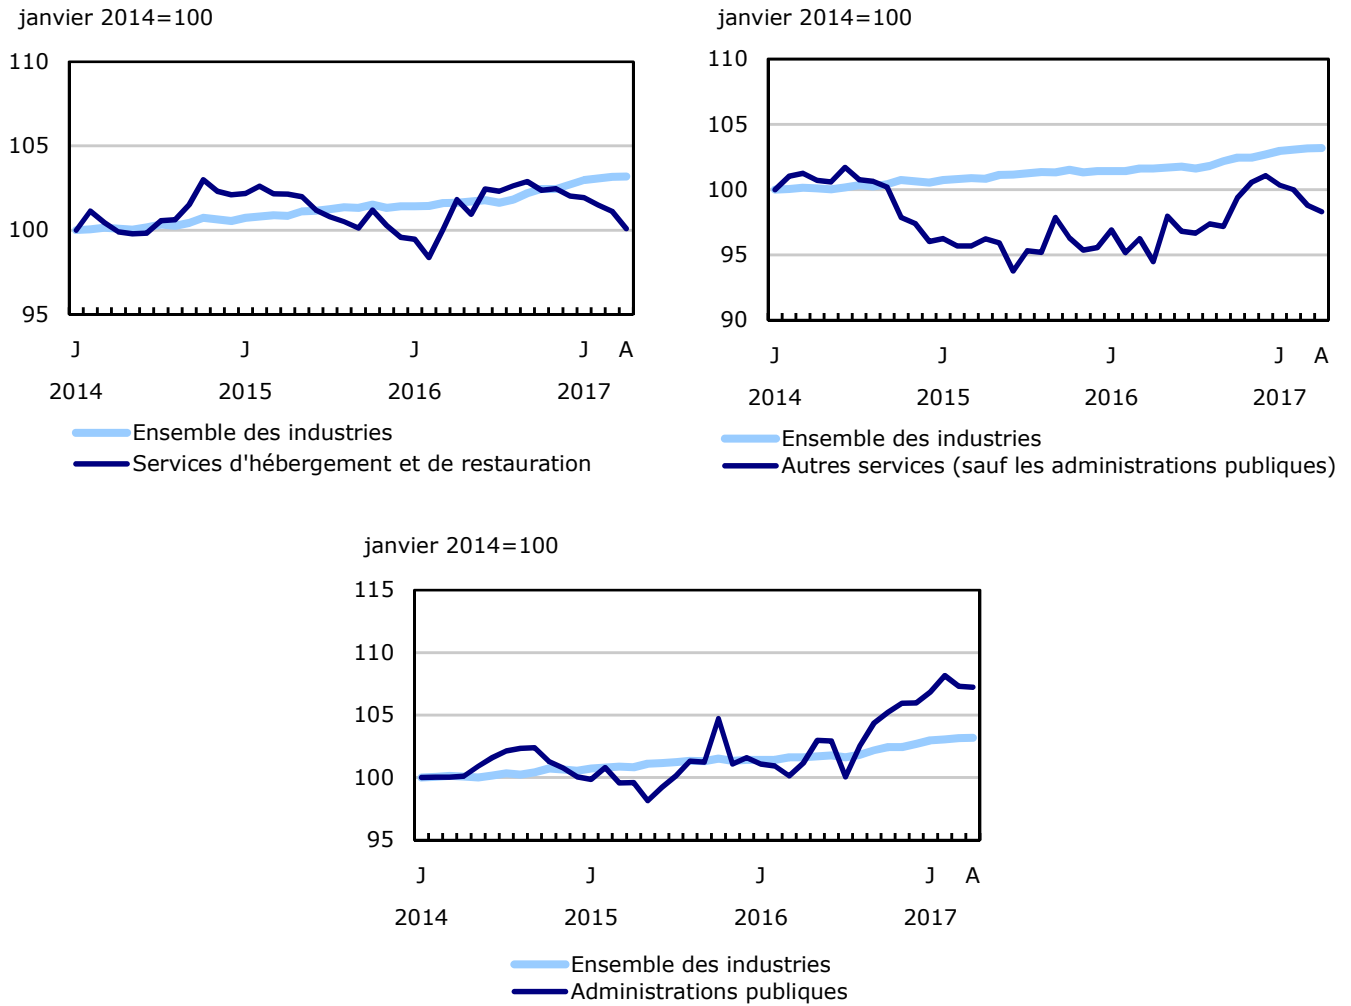 janvier 2014=100
110
105
100
95
J J J J A
2014 2015 2016 2017
Ensemble des industries
Services d'hébergement et de restauration
janvier 2014=100
110
105
100
95
90
J J J J A
2014 2015 2016 2017
Ensemble des industries
Autres services (sauf les administrations publiques)
janvier 2014=100
115
110
105
100
95
J J J J A
2014 2015 2016 2017
Ensemble des industries
Administrations publiques